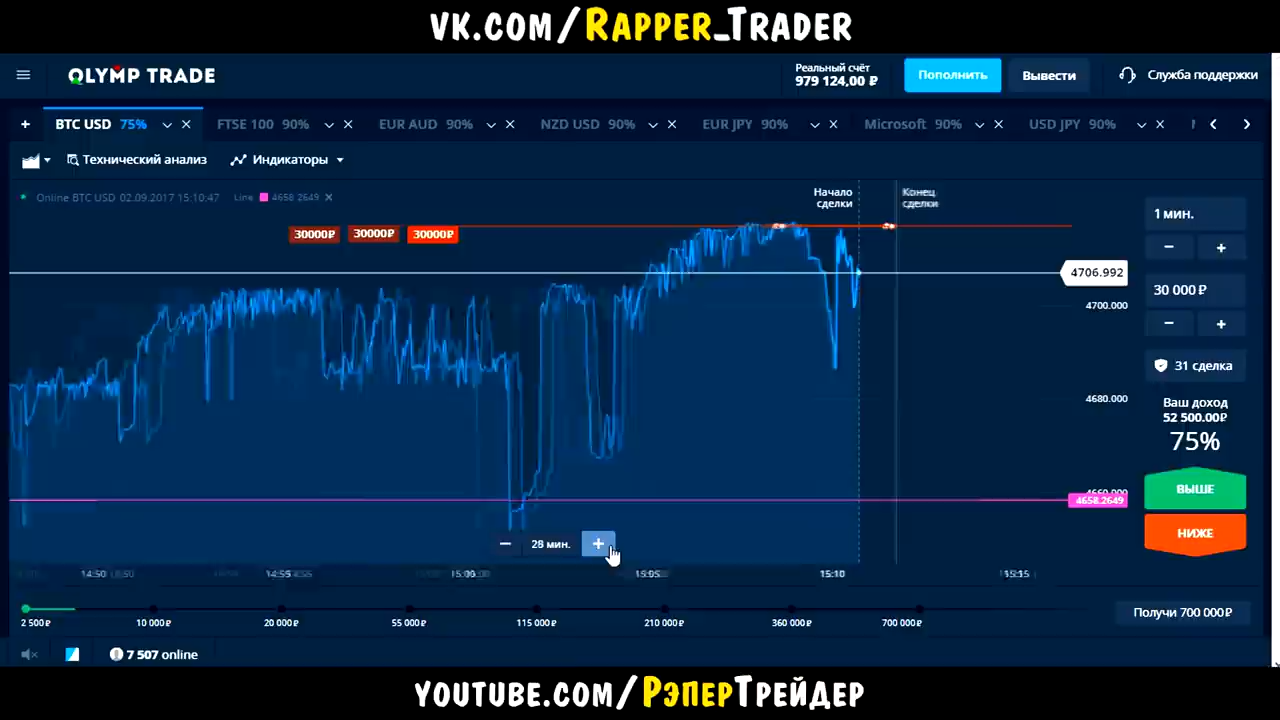 vk.com/Rapper_Trader
OLYMP TRADE
Реальный счёт
979 124,00 ₽
Пополнить
Вывести
Служба поддержки
+ BTC USD 75% × FTSE 100 90% × EUR AUD 90% × NZD USD 90% × EUR JPY 90% × Microsoft 90% × USD JPY 90% ×
Технический анализ
Индикаторы
Online BTC USD 02.09.2017 15:10:47 Line 4658 2649 ×
Начало сделки
Конец сделки
30000₽ 30000₽ 30000₽
4706.992
4700.000
4680.000
4658.2649
1 мин.
− +
30 000 ₽
− +
31 сделка
Ваш доход
52 500.00₽
75%
ВЫШЕ
НИЖЕ
− 28 мин. +
14:50 14:55 15:00 15:05 15:10 15:15
2 500₽ 10 000₽ 20 000₽ 55 000₽ 115 000₽ 210 000₽ 360 000₽ 700 000₽
Получи 700 000₽
7 507 online
youtube.com/РэперТрейдер